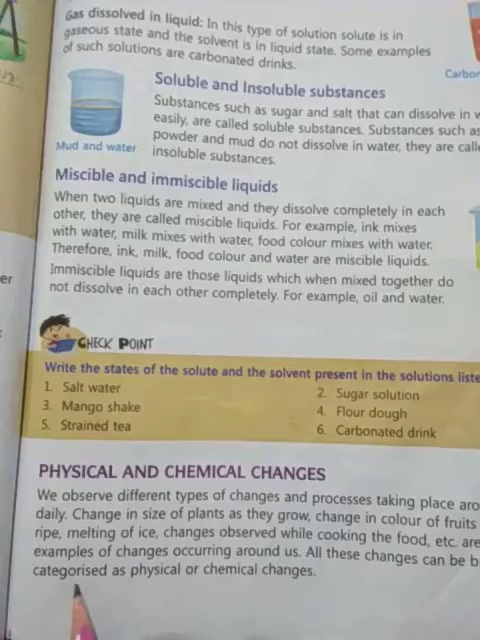 Gas dissolved in liquid: In this type of solution solute is in
gaseous state and the solvent is in liquid state. Some examples
of such solutions are carbonated drinks.
Carbon
Soluble and Insoluble substances
Substances such as sugar and salt that can dissolve in w
easily, are called soluble substances. Substances such as
powder and mud do not dissolve in water, they are calle
insoluble substances.
Mud and water
Miscible and immiscible liquids
When two liquids are mixed and they dissolve completely in each
other, they are called miscible liquids. For example, ink mixes
with water, milk mixes with water, food colour mixes with water.
Therefore, ink, milk, food colour and water are miscible liquids.
Immiscible liquids are those liquids which when mixed together do
not dissolve in each other completely. For example, oil and water.
er
CHECK POINT
Write the states of the solute and the solvent present in the solutions liste
1. Salt water
2. Sugar solution
3. Mango shake
4. Flour dough
5. Strained tea
6. Carbonated drink
PHYSICAL AND CHEMICAL CHANGES
We observe different types of changes and processes taking place aro
daily. Change in size of plants as they grow, change in colour of fruits
ripe, melting of ice, changes observed while cooking the food, etc. are
examples of changes occurring around us. All these changes can be b
categorised as physical or chemical changes.